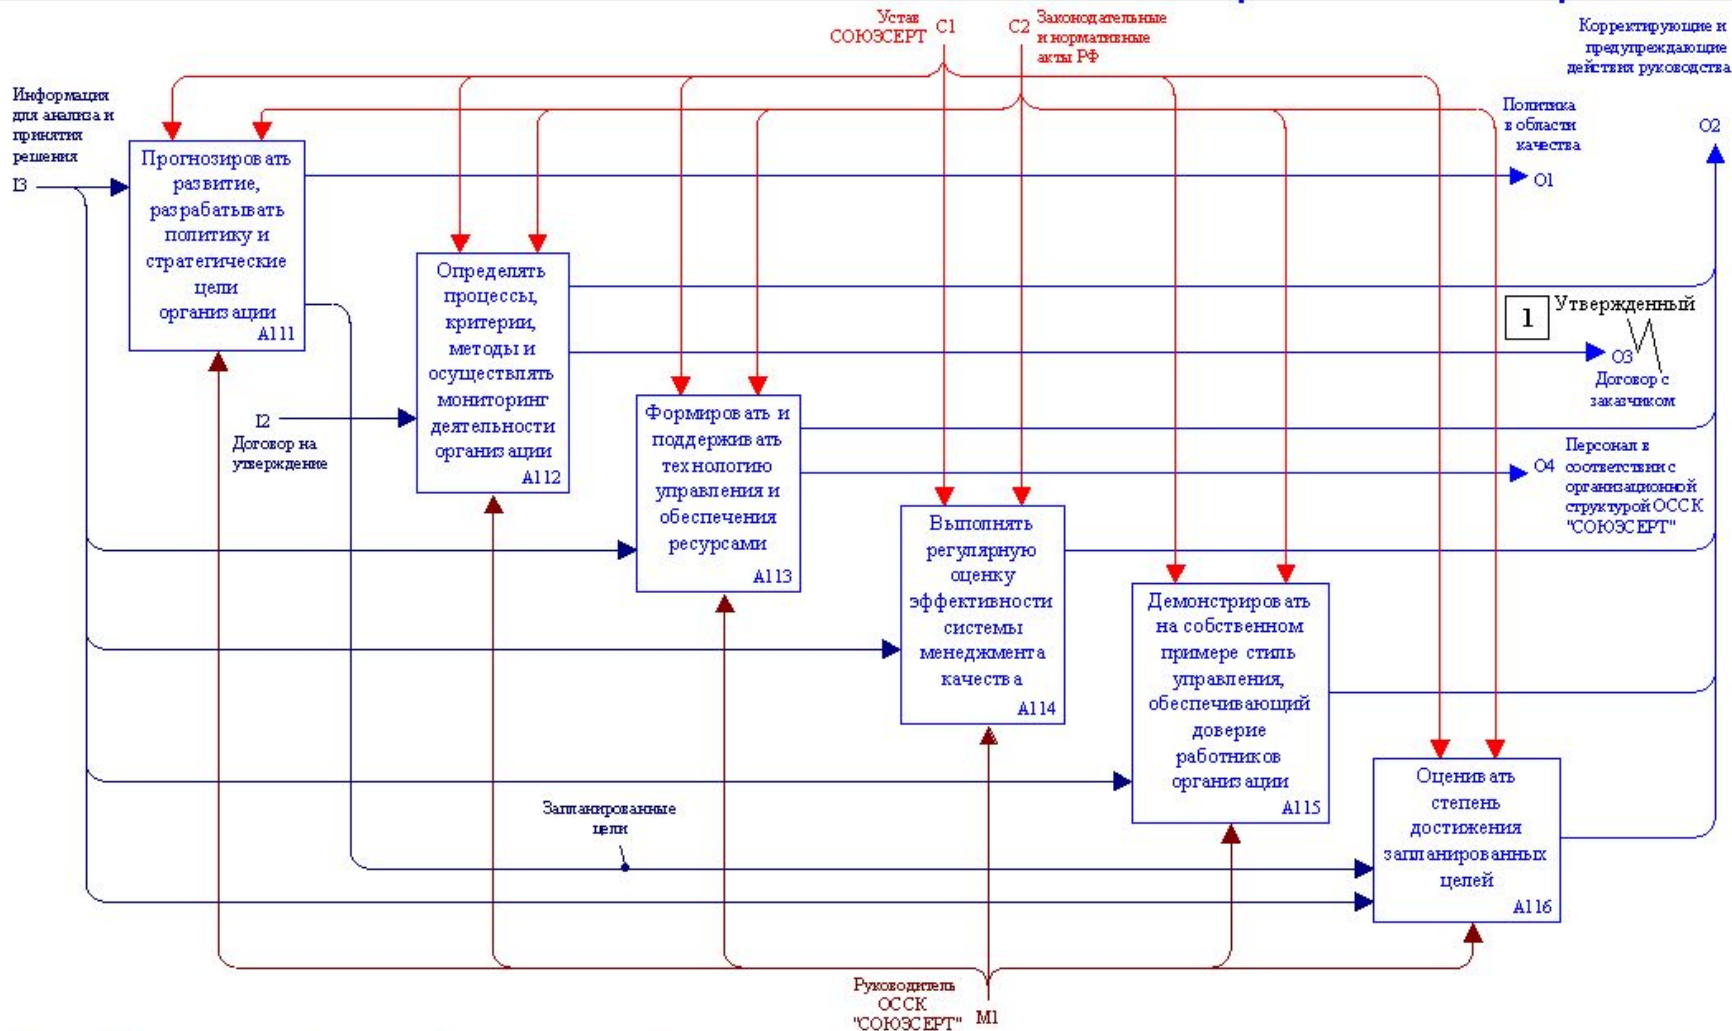 Устав
СОЮЗСЕРТ
C1
C2
Законодательные
и нормативные
акты РФ
Корректирующие и
предупреждающие
действия руководства
O2
Информация
для анализа и
принятия
решения
I3
Политика
в области
качества
O1
Прогнозировать
развитие,
разрабатывать
политику и
стратегические
цели
организации
A111
Определять
процессы,
критерии,
методы и
осуществлять
мониторинг
деятельности
организации
A112
1
Утвержденный
O3
Договор с
заказчиком
I2
Договор на
утверждение
Формировать и
поддерживать
технологию
управления и
обеспечения
ресурсами
A113
O4
Персонал в
соответствии с
организационной
структурой ОССК
"СОЮЗСЕРТ"
Выполнять
регулярную
оценку
эффективности
системы
менеджмента
качества
A114
Демонстрировать
на собственном
примере стиль
управления,
обеспечивающий
доверие
работников
организации
A115
Запланированные
цели
Оценивать
степень
достижения
запланированных
целей
A116
Руководитель
ОССК
"СОЮЗСЕРТ"
M1